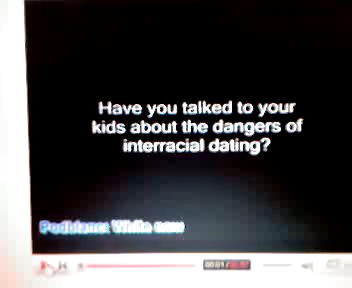 Have you talked to your
kids about the dangers of
interracial dating?